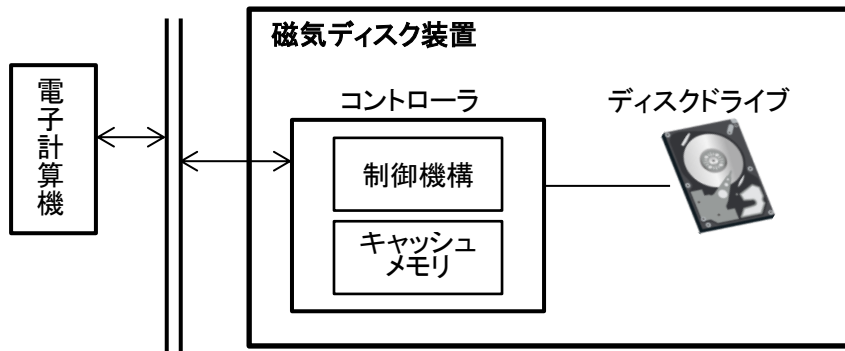 磁気ディスク装置
電子計算機
コントローラ
ディスクドライブ
制御機構
キャッシュ
メモリ